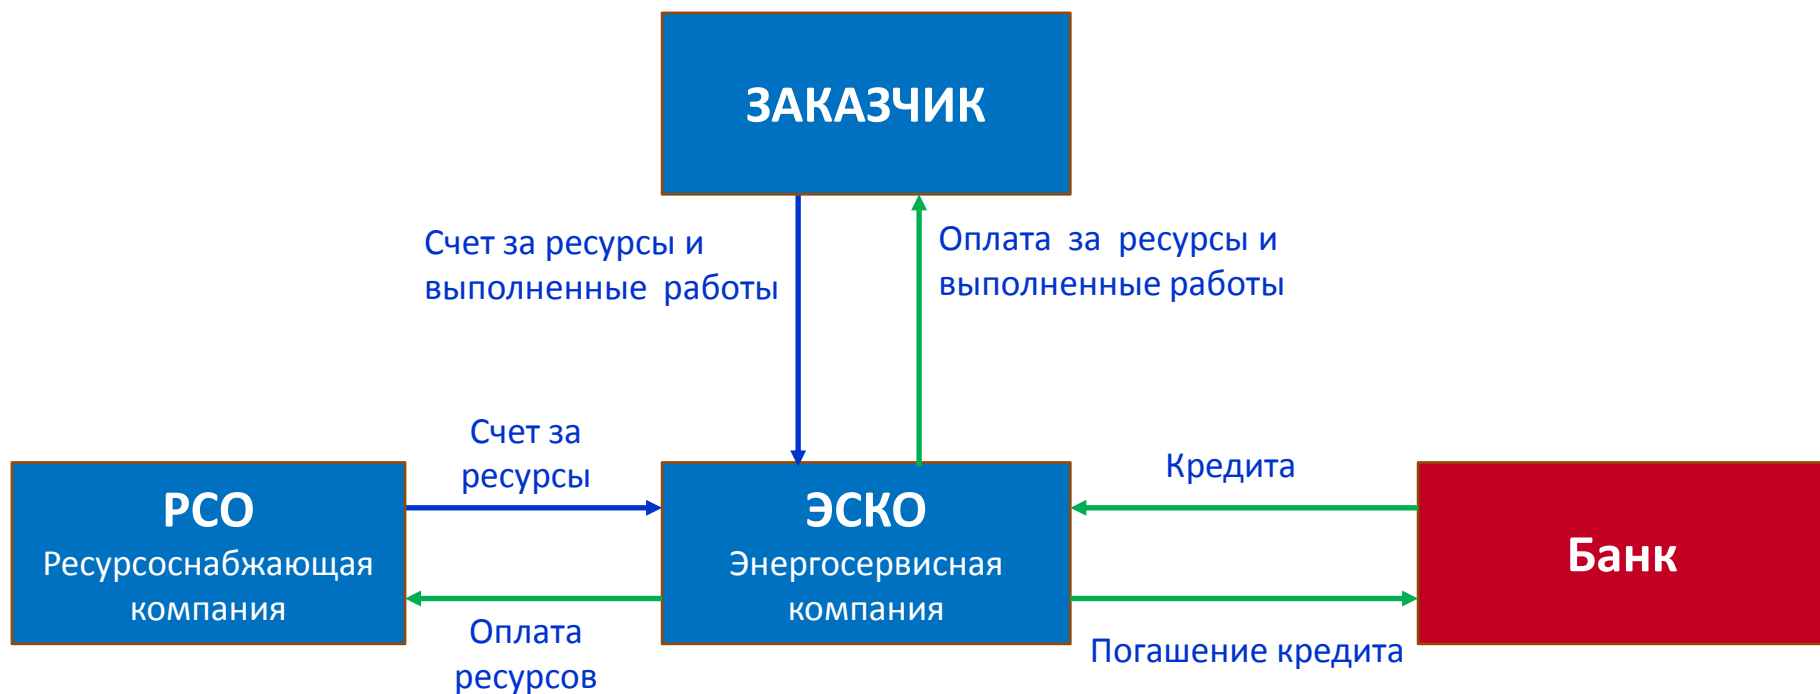 ЗАКАЗЧИК
Счет за ресурсы и
выполненные работы
Оплата за ресурсы и
выполненные работы
Счет за
ресурсы
Кредита
РСО
Ресурсоснабжающая
компания
ЭСКО
Энергосервисная
компания
Банк
Оплата
ресурсов
Погашение кредита